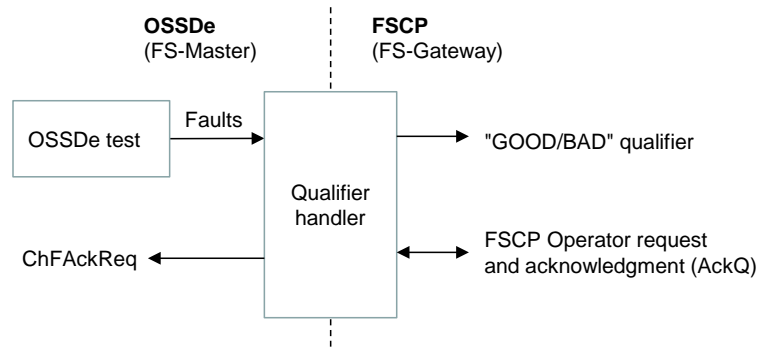 OSSDe
(FS-Master)
FSCP
(FS-Gateway)
OSSDe test
Faults
Qualifier
handler
"GOOD/BAD" qualifier
ChFAckReq
FSCP Operator request
and acknowledgment (AckQ)